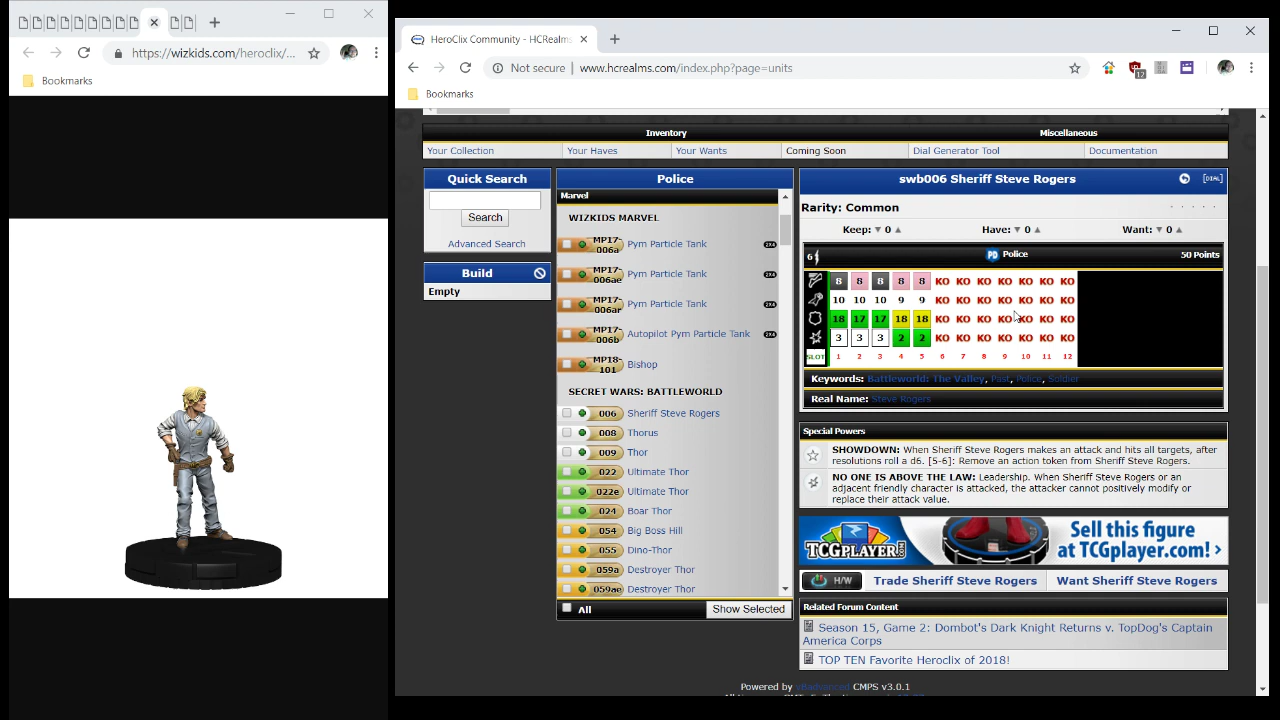 https://wizkids.com/heroclix/...
Bookmarks
HeroClix Community - HCRealms
Not secure www.hcrealms.com/index.php?page=units
12
Bookmarks
Inventory Miscellaneous
Your Collection Your Haves Your Wants Coming Soon Dial Generator Tool Documentation
Quick Search
Search
Advanced Search
Build
Empty
Police
Marvel
WIZKIDS MARVEL
MP17-006a Pym Particle Tank 2X4
MP17-006ae Pym Particle Tank
MP17-006ar Pym Particle Tank
MP17-006b Autopilot Pym Particle Tank 2X4
MP18-101 Bishop
SECRET WARS: BATTLEWORLD
006 Sheriff Steve Rogers
008 Thorus
009 Thor
022 Ultimate Thor
022e Ultimate Thor
024 Boar Thor
054 Big Boss Hill
055 Dino-Thor
059a Destroyer Thor
059ae Destroyer Thor
All Show Selected
swb006 Sheriff Steve Rogers [DIAL]
Rarity: Common
Keep: 0 Have: 0 Want: 0
6 PD Police 50 Points
8 8 8 8 8 KO KO KO KO KO KO KO
10 10 10 9 9 KO KO KO KO KO KO KO
18 17 17 18 18 KO KO KO KO KO KO KO
3 3 3 2 2 KO KO KO KO KO KO KO
SLOT 1 2 3 4 5 6 7 8 9 10 11 12
Keywords: Battleworld: The Valley, Past, Police, Soldier
Real Name: Steve Rogers
Special Powers
SHOWDOWN: When Sheriff Steve Rogers makes an attack and hits all targets, after
resolutions roll a d6. [5-6]: Remove an action token from Sheriff Steve Rogers.
NO ONE IS ABOVE THE LAW: Leadership. When Sheriff Steve Rogers or an
adjacent friendly character is attacked, the attacker cannot positively modify or
replace their attack value.
TCGPLAYER
Sell this figure
at TCGplayer.com! ›
H/W Trade Sheriff Steve Rogers Want Sheriff Steve Rogers
Related Forum Content
Season 15, Game 2: Dombot's Dark Knight Returns v. TopDog's Captain
America Corps
TOP TEN Favorite Heroclix of 2018!
Powered by vBadvanced CMPS v3.0.1